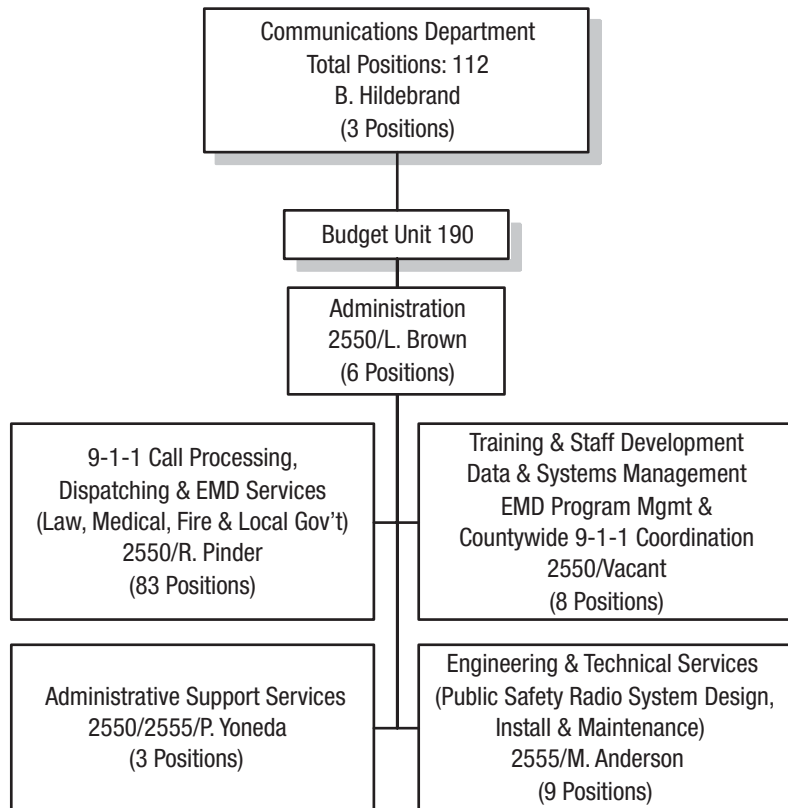 Communications Department
Total Positions: 112
B. Hildebrand
(3 Positions)
Budget Unit 190
Administration
2550/L. Brown
(6 Positions)
9-1-1 Call Processing,
Dispatching & EMD Services
(Law, Medical, Fire & Local Gov’t)
2550/R. Pinder
(83 Positions)
Training & Staff Development
Data & Systems Management
EMD Program Mgmt &
Countywide 9-1-1 Coordination
2550/Vacant
(8 Positions)
Administrative Support Services
2550/2555/P. Yoneda
(3 Positions)
Engineering & Technical Services
(Public Safety Radio System Design,
Install & Maintenance)
2555/M. Anderson
(9 Positions)